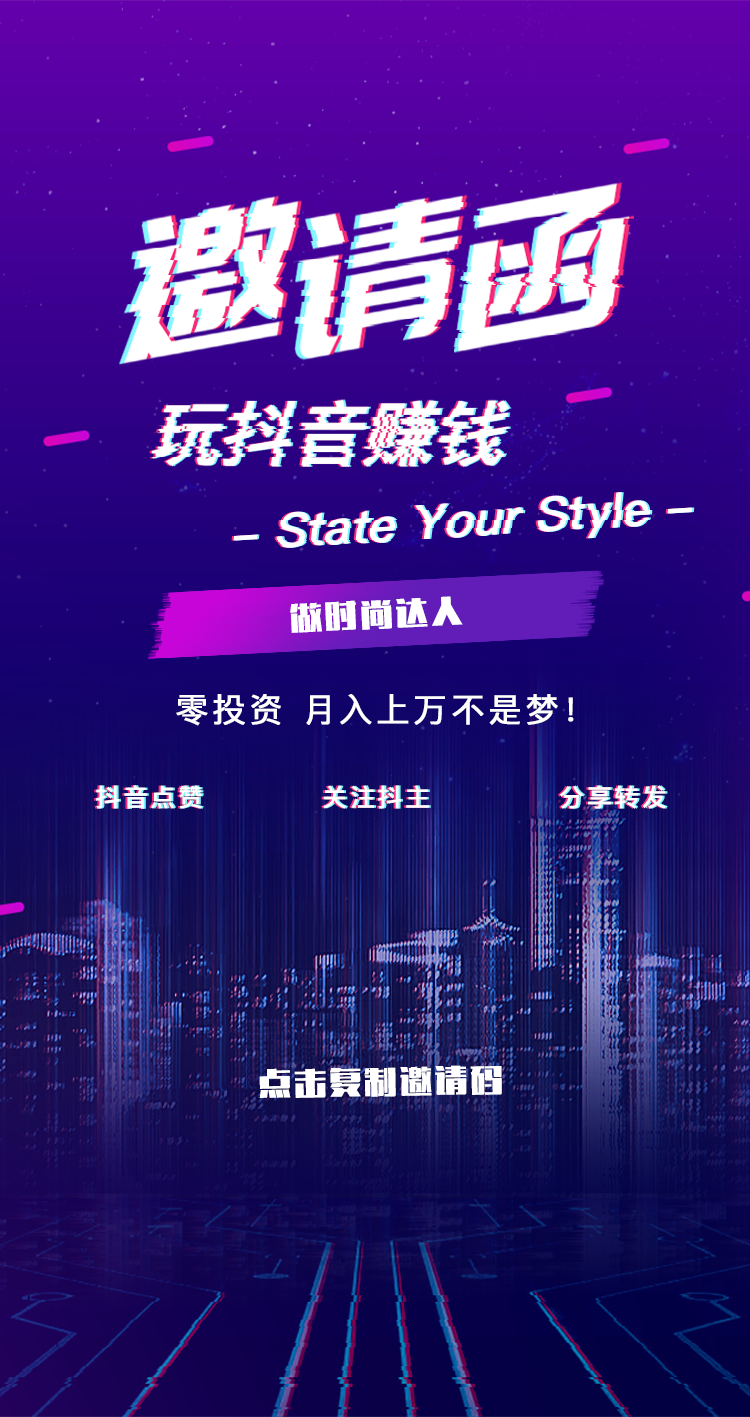 邀请函
玩抖音赚钱
- State Your Style -
做时尚达人
零投资 月入上万不是梦!
抖音点赞 关注抖主 分享转发
点击复制邀请码